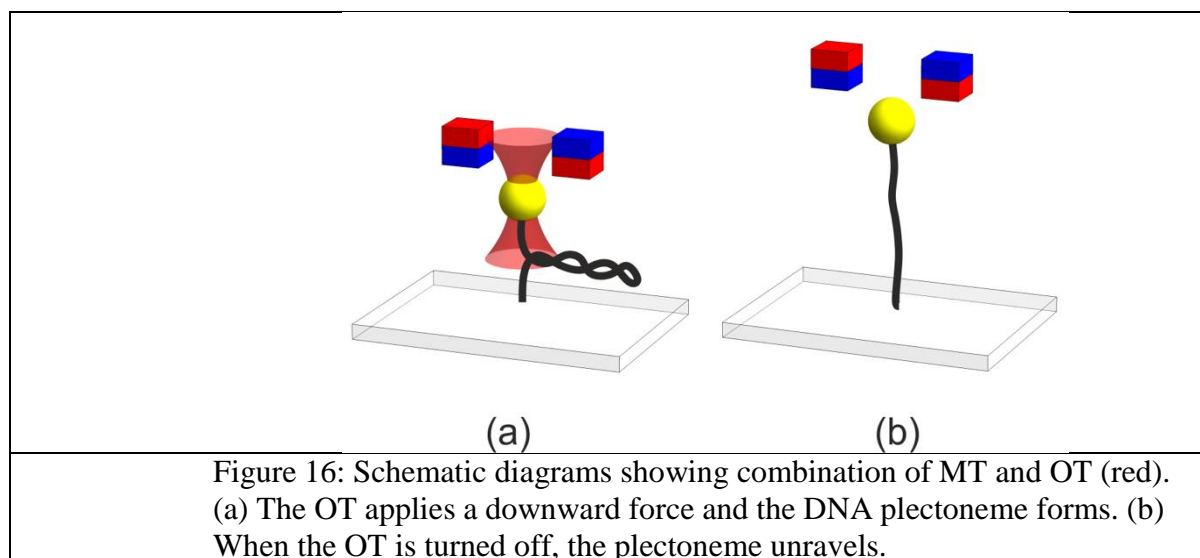 (a)
(b)
Figure 16: Schematic diagrams showing combination of MT and OT (red).
(a) The OT applies a downward force and the DNA plectoneme forms. (b)
When the OT is turned off, the plectoneme unravels.